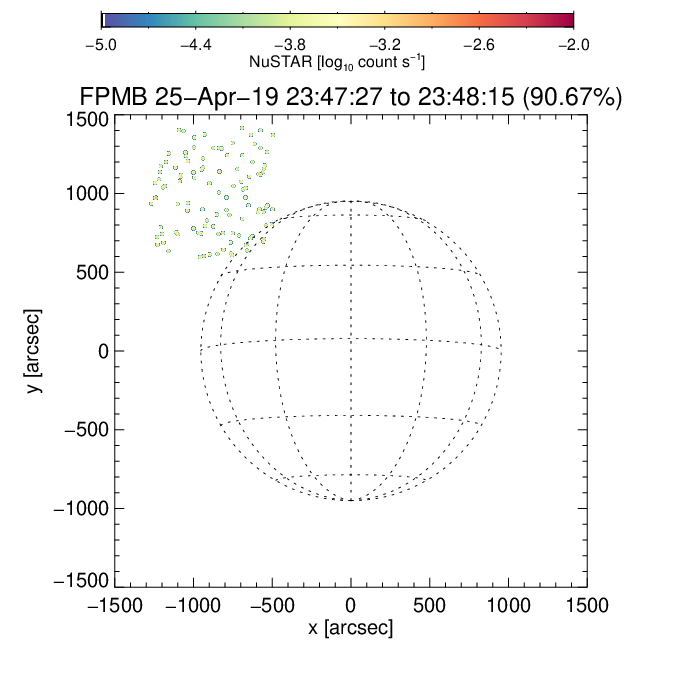 −5.0 −4.4 −3.8 −3.2 −2.6 −2.0
NuSTAR [log₁₀ count s⁻¹]
FPMB 25−Apr−19 23:47:27 to 23:48:15 (90.67%)
1500
1000
500
0
−500
−1000
−1500
y [arcsec]
−1500 −1000 −500 0 500 1000 1500
x [arcsec]